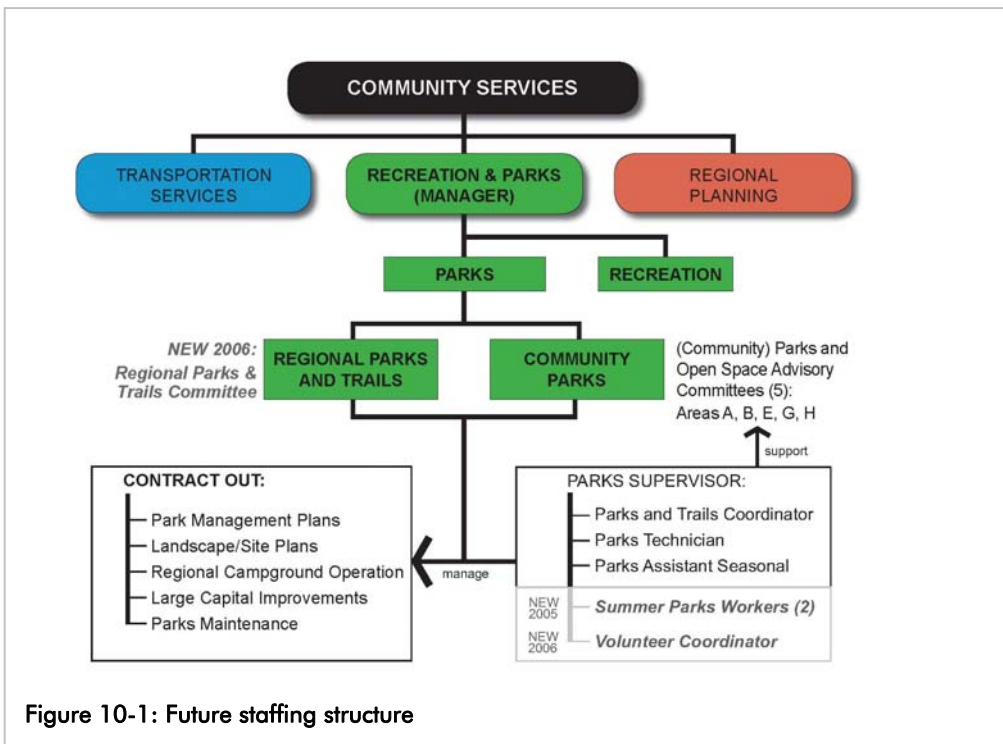 COMMUNITY SERVICES
TRANSPORTATION
SERVICES
RECREATION & PARKS
(MANAGER)
REGIONAL
PLANNING
PARKS
RECREATION
NEW 2006:
Regional Parks &
Trails Committee
REGIONAL PARKS
AND TRAILS
COMMUNITY
PARKS
(Community) Parks and
Open Space Advisory
Committees (5):
Areas A, B, E, G, H
support
CONTRACT OUT:
Park Management Plans
Landscape/Site Plans
Regional Campground Operation
Large Capital Improvements
Parks Maintenance
manage
PARKS SUPERVISOR:
Parks and Trails Coordinator
Parks Technician
Parks Assistant Seasonal
NEW
2005
Summer Parks Workers (2)
NEW
2006
Volunteer Coordinator
Figure 10-1: Future staffing structure